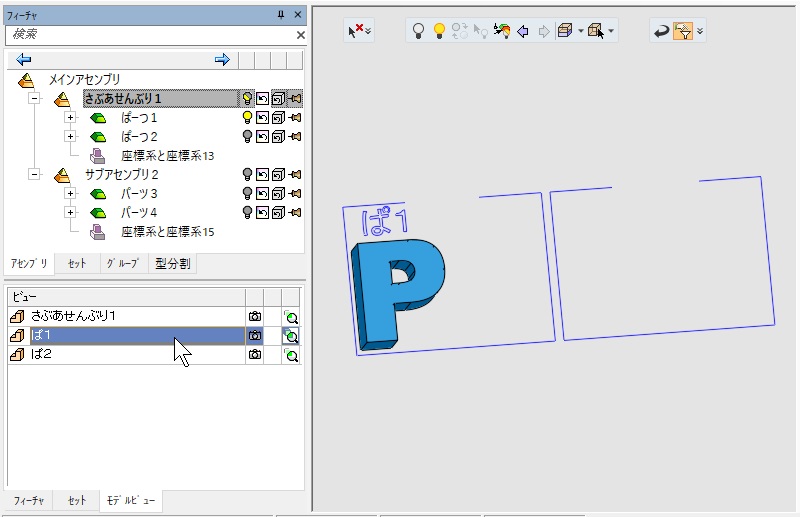 フィーチャ
検索
メインアセンブリ
さぶあせんぶり1
ぱーつ1
ぱーつ2
座標系と座標系13
サブアセンブリ2
パーツ3
パーツ4
座標系と座標系15
アセンブリ セット グループ 型分割
ビュー
さぶあせんぶり1
ぱ1
ぱ2
フィーチャ セット モデルビュー
ぱ1
P